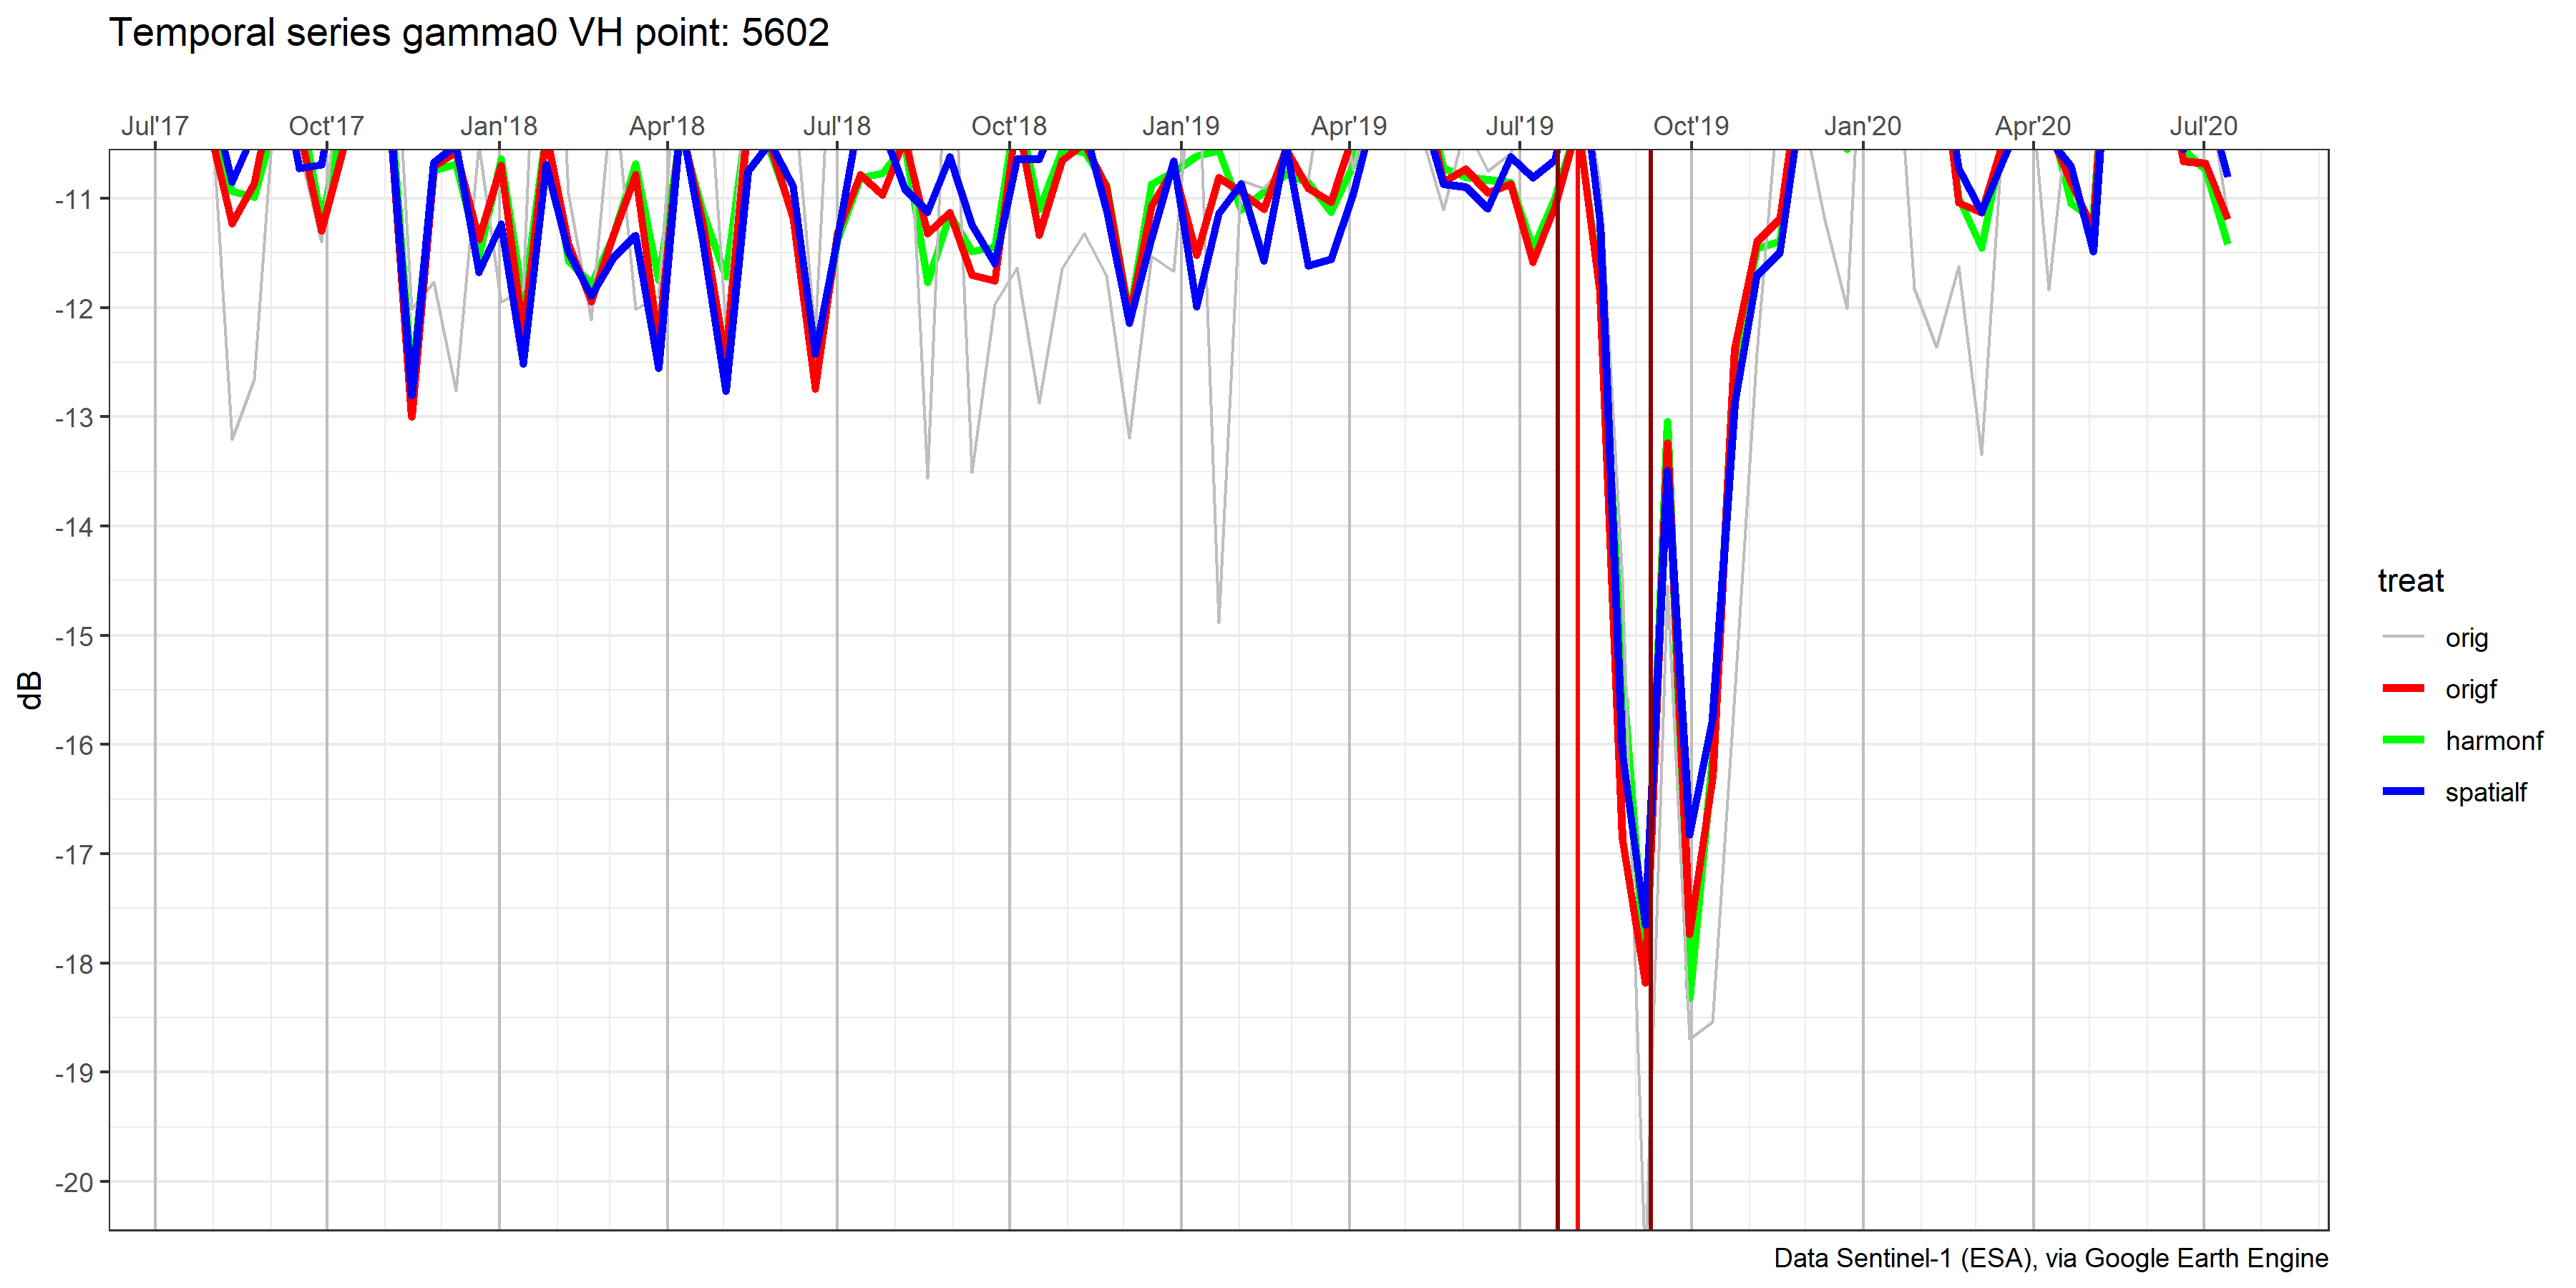 Temporal series gamma0 VH point: 5602
Jul'17 Oct'17 Jan'18 Apr'18 Jul'18 Oct'18 Jan'19 Apr'19 Jul'19 Oct'19 Jan'20 Apr'20 Jul'20
-11
-12
-13
-14
-15
-16
-17
-18
-19
-20
dB
treat
orig
origf
harmonf
spatialf
Data Sentinel-1 (ESA), via Google Earth Engine